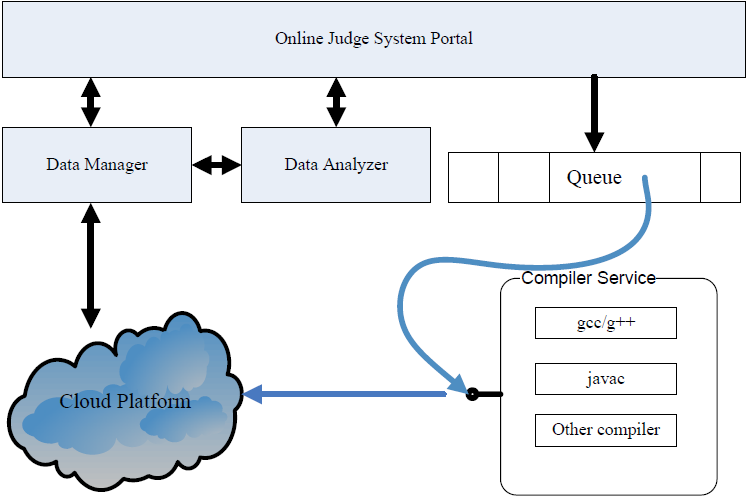 Online Judge System Portal
Data Manager
Data Analyzer
Queue
Compiler Service
gcc/g++
javac
Other compiler
Cloud Platform